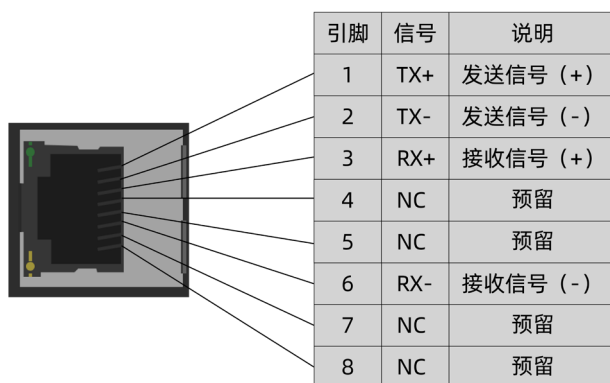 引脚 信号 说明
1 TX+ 发送信号（+）
2 TX- 发送信号（-）
3 RX+ 接收信号（+）
4 NC 预留
5 NC 预留
6 RX- 接收信号（-）
7 NC 预留
8 NC 预留